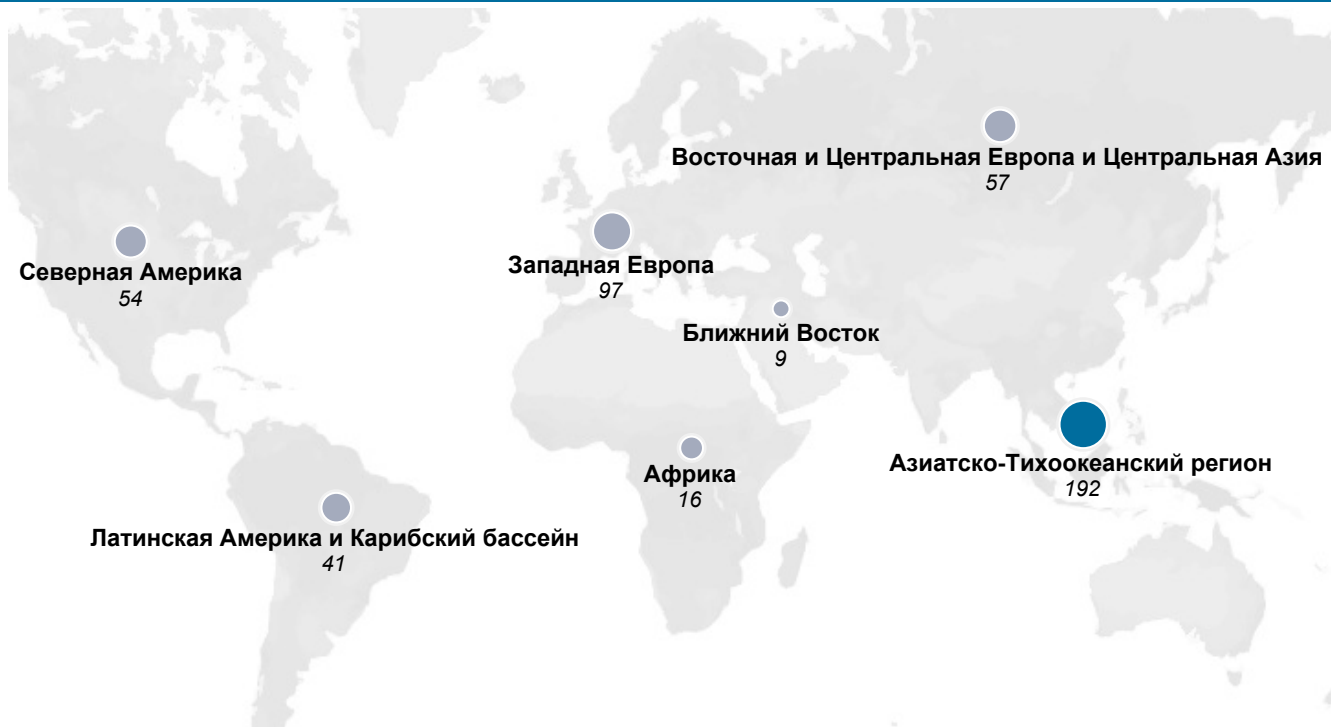 Восточная и Центральная Европа и Центральная Азия
57
Северная Америка
54
Западная Европа
97
Ближний Восток
9
Азиатско-Тихоокеанский регион
192
Африка
16
Латинская Америка и Карибский бассейн
41